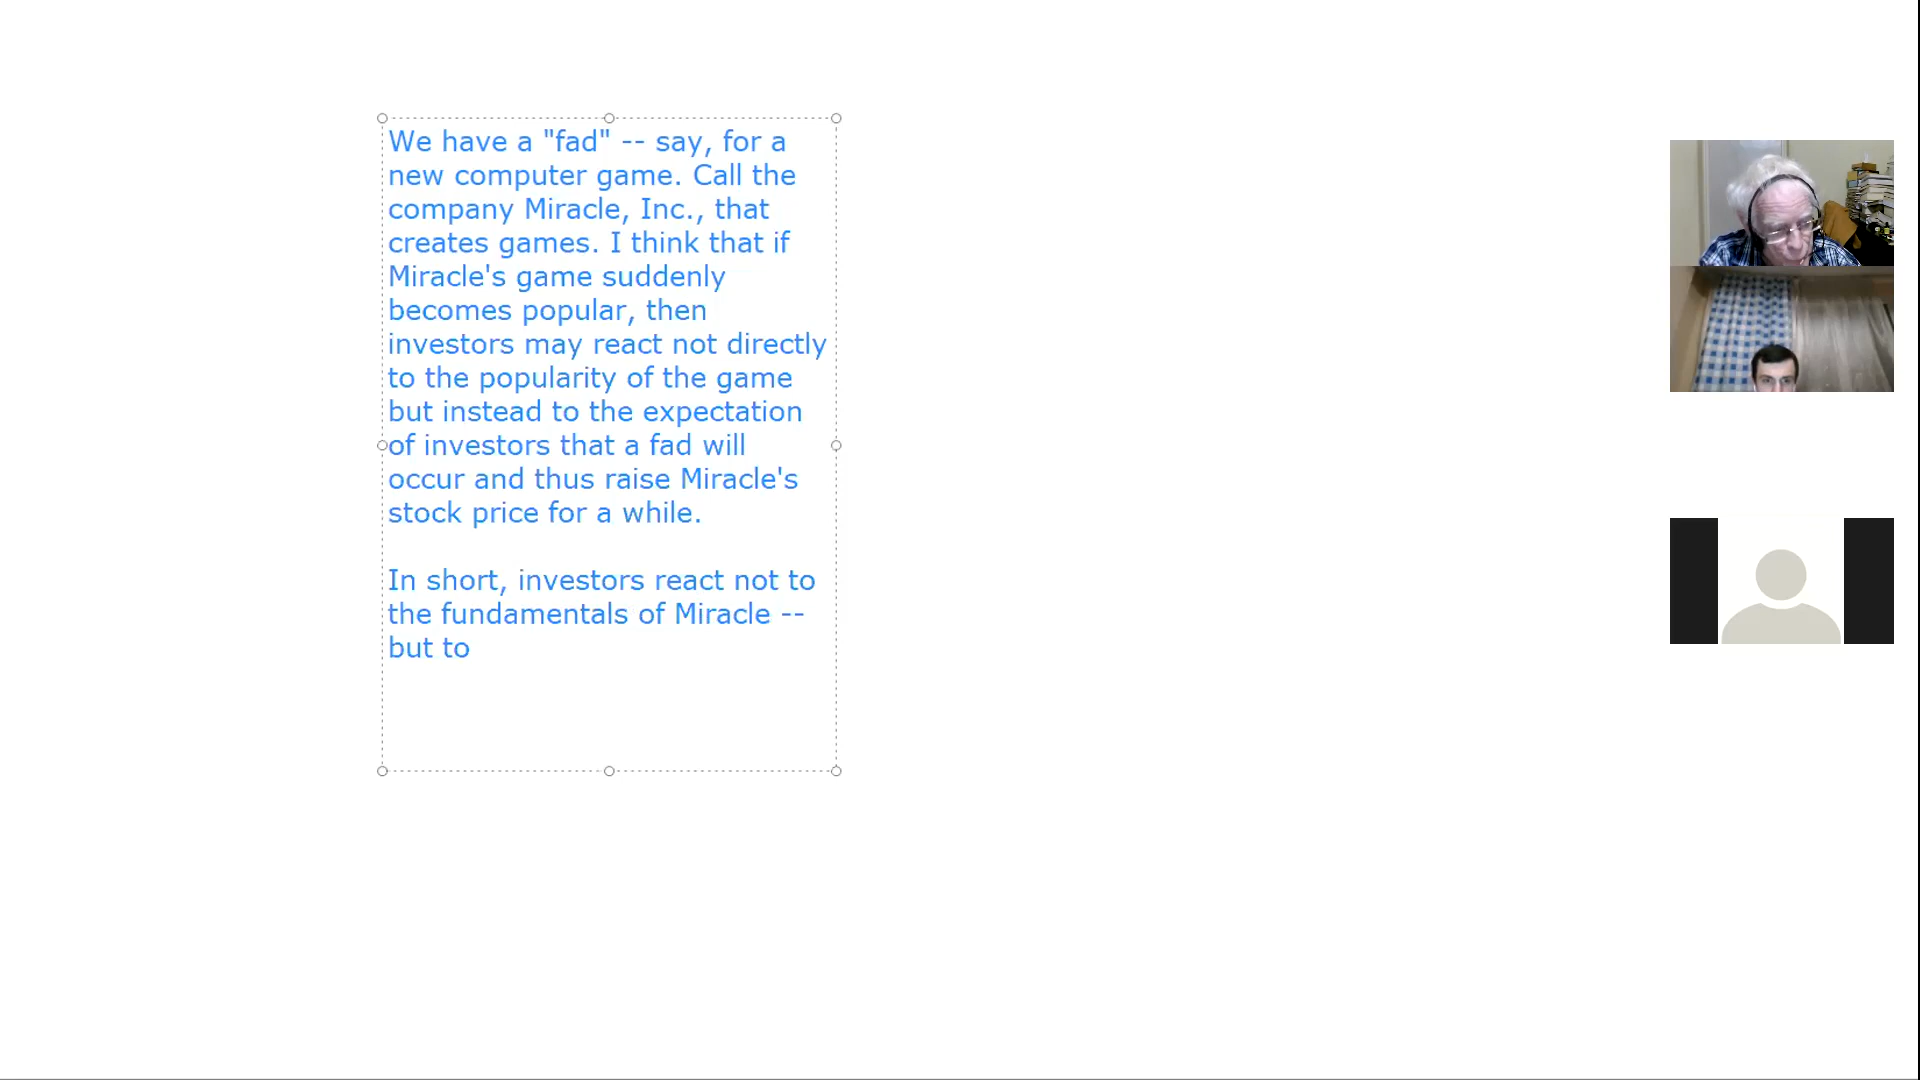 We have a "fad" -- say, for a
new computer game. Call the
company Miracle, Inc., that
creates games. I think that if
Miracle's game suddenly
becomes popular, then
investors may react not directly
to the popularity of the game
but instead to the expectation
of investors that a fad will
occur and thus raise Miracle's
stock price for a while.

In short, investors react not to
the fundamentals of Miracle --
but to